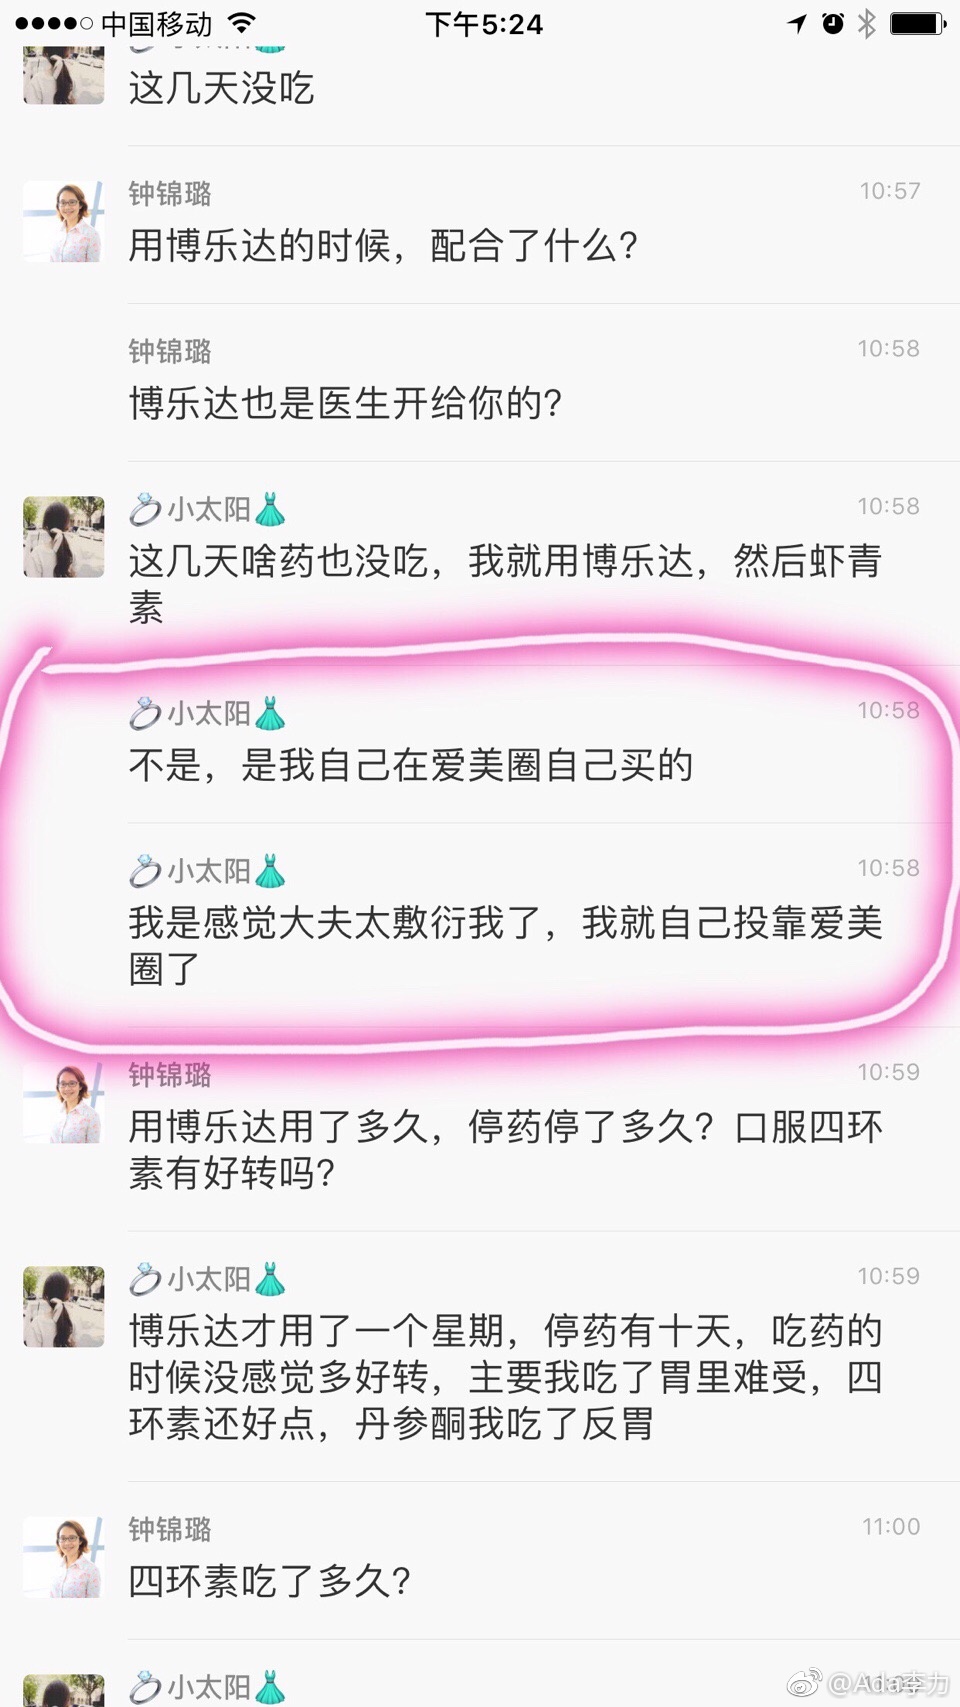 中国移动
下午5:24
小太阳
这几天没吃
钟锦璐
10:57
用博乐达的时候，配合了什么？
钟锦璐
10:58
博乐达也是医生开给你的？
💍小太阳👗
10:58
这几天啥药也没吃，我就用博乐达，然后虾青
素
💍小太阳👗
10:58
不是，是我自己在爱美圈自己买的
💍小太阳👗
10:58
我是感觉大夫太敷衍我了，我就自己投靠爱美
圈了
钟锦璐
10:59
用博乐达用了多久，停药停了多久？口服四环
素有好转吗？
💍小太阳👗
10:59
博乐达才用了一个星期，停药有十天，吃药的
时候没感觉多好转，主要我吃了胃里难受，四
环素还好点，丹参酮我吃了反胃
钟锦璐
11:00
四环素吃了多久？
💍小太阳👗
@Ada李力